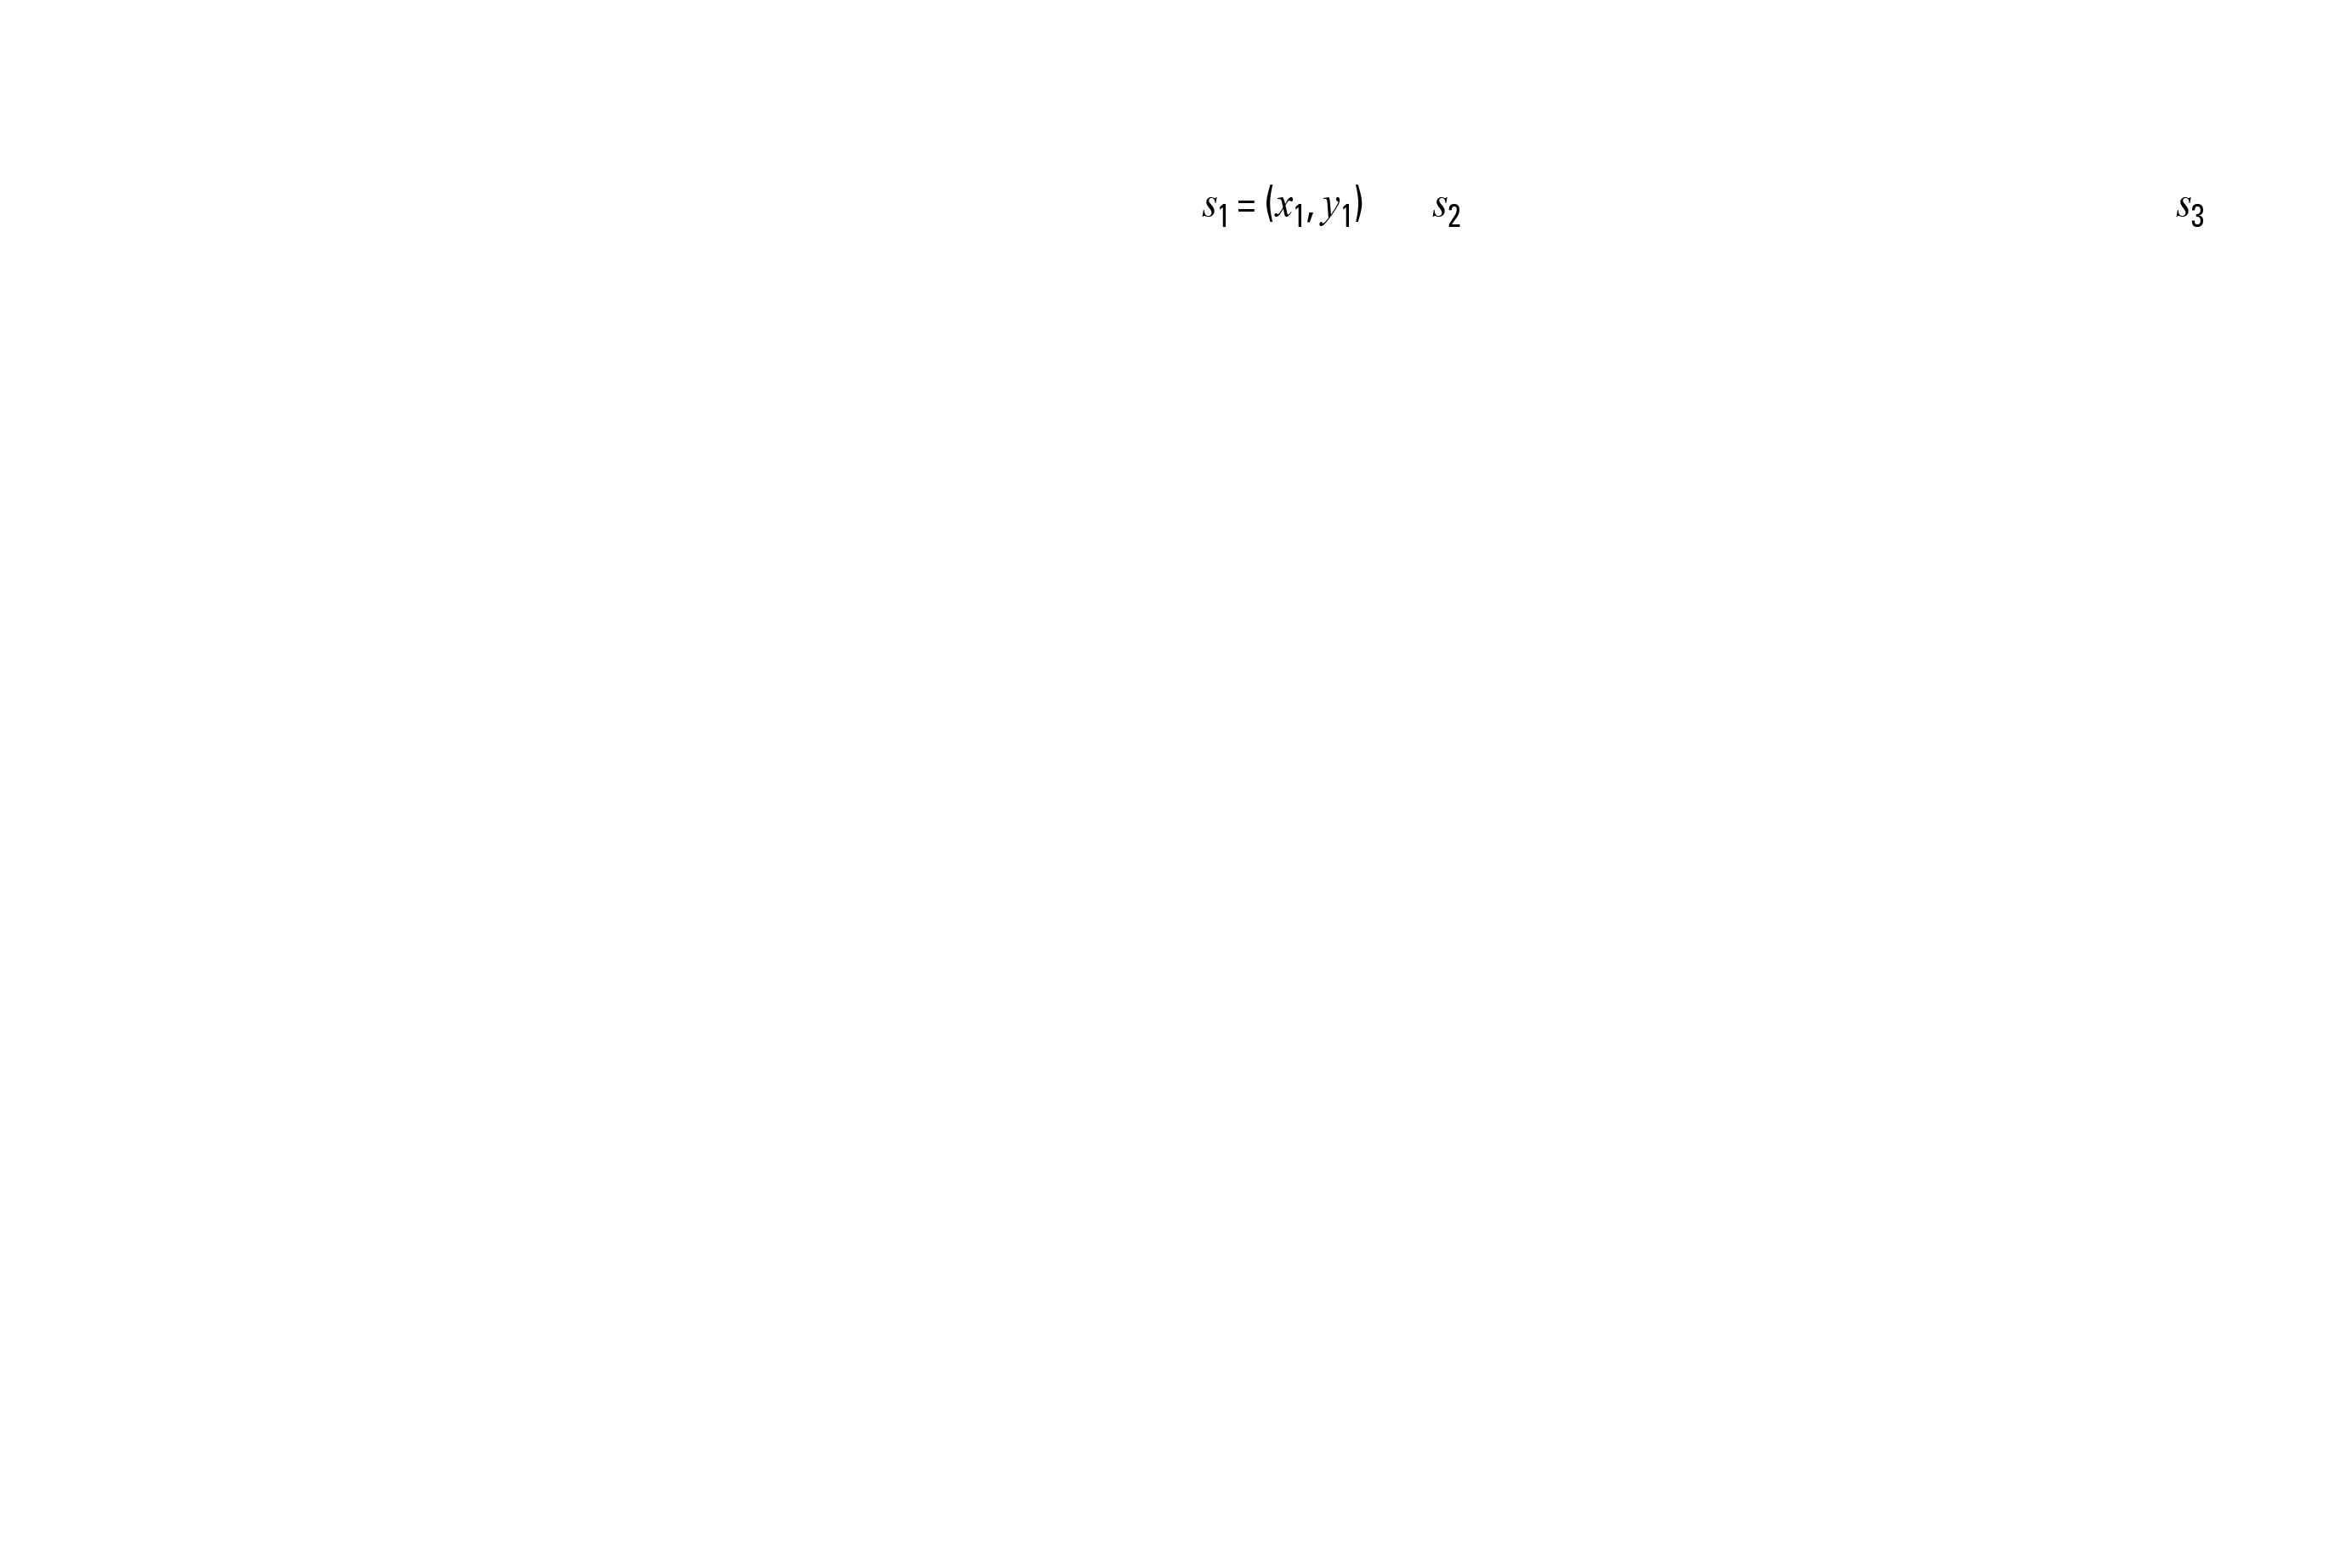 s₁ = (x₁, y₁) s₂ s₃